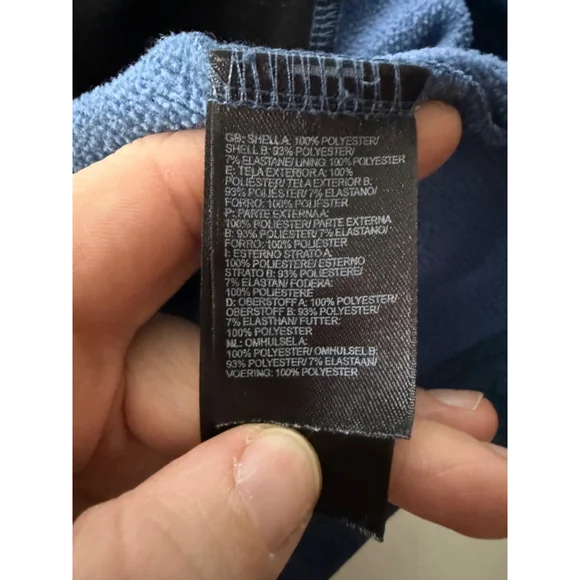 GB: SHELL A: 100% POLYESTER/
SHELL B: 93% POLYESTER/
7% ELASTANE/ LINING: 100% POLYESTER
E: TELA EXTERIOR A: 100%
POLIÉSTER/ TELA EXTERIOR B:
93% POLIÉSTER/ 7% ELASTANO/
FORRO: 100% POLIÉSTER
P: PARTE EXTERNA A:
100% POLIÉSTER/ PARTE EXTERNA
B: 93% POLIÉSTER/ 7% ELASTANO/
FORRO: 100% POLIÉSTER
I: ESTERNO STRATO A:
100% POLIESTERE/ ESTERNO
STRATO B: 93% POLIESTERE/
7% ELASTAN/ FODERA:
100% POLIESTERE
D: OBERSTOFF A: 100% POLYESTER/
OBERSTOFF B: 93% POLYESTER/
7% ELASTHAN/ FUTTER:
100% POLYESTER
NL: OMHULSEL A:
100% POLYESTER/ OMHULSEL B:
93% POLYESTER/ 7% ELASTAAN/
VOERING: 100% POLYESTER